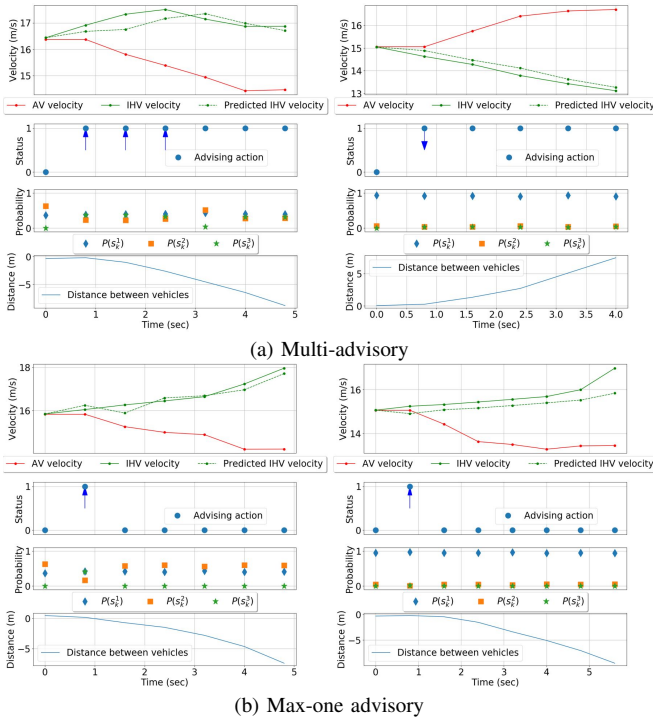 17
16
15
Velocity (m/s)
AV velocity
IHV velocity
Predicted IHV velocity
1
0
Status
Advising action
1
0
Probability
P(s_k^1)
P(s_k^2)
P(s_k^3)
0
−5
Distance (m)
Distance between vehicles
0 1 2 3 4 5
Time (sec)
16
15
14
13
Velocity (m/s)
AV velocity
IHV velocity
Predicted IHV velocity
1
0
Status
Advising action
1
0
Probability
P(s_k^1)
P(s_k^2)
P(s_k^3)
5
0
Distance (m)
Distance between vehicles
0.0 0.5 1.0 1.5 2.0 2.5 3.0 3.5 4.0
Time (sec)
(a) Multi-advisory
18
16
Velocity (m/s)
AV velocity
IHV velocity
Predicted IHV velocity
1
0
Status
Advising action
1
0
Probability
P(s_k^1)
P(s_k^2)
P(s_k^3)
0
−5
Distance (m)
Distance between vehicles
0 1 2 3 4 5
Time (sec)
16
14
Velocity (m/s)
AV velocity
IHV velocity
Predicted IHV velocity
1
0
Status
Advising action
1
0
Probability
P(s_k^1)
P(s_k^2)
P(s_k^3)
0
−5
Distance (m)
Distance between vehicles
0 1 2 3 4 5
Time (sec)
(b) Max-one advisory